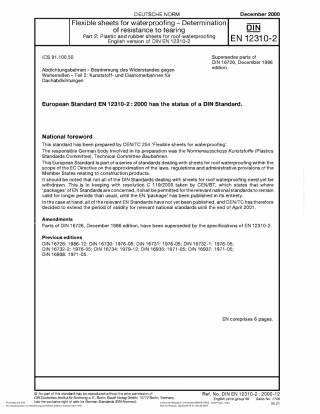 DEUTSCHE NORM
December 2000
Flexible sheets for waterproofing – Determination
of resistance to tearing
Part 2: Plastic and rubber sheets for roof waterproofing
English version of DIN EN 12310-2
DIN
EN 12310-2
ICS 91.100.50
Supersedes parts of
DIN 16726, December 1986
edition.
Abdichtungsbahnen – Bestimmung des Widerstandes gegen
Weiterreißen – Teil 2: Kunststoff- und Elastomerbahnen für
Dachabdichtungen
European Standard EN 12310-2 : 2000 has the status of a DIN Standard.
National foreword
This standard has been prepared by CEN/TC 254 'Flexible sheets for waterproofing'.
The responsible German body involved in its preparation was the Normenausschuss Kunststoffe (Plastics
Standards Committee), Technical Committee Baubahnen.
This European Standard is part of a series of standards dealing with sheets for roof waterproofing within the
scope of the EC Directive on the approximation of the laws, regulations and administrative provisions of the
Member States relating to construction products.
It should be noted that not all of the DIN Standards dealing with sheets for roof waterproofing need yet be
withdrawn. This is in keeping with resolution C 119/2000 taken by CEN/BT, which states that where
'packages' of EN Standards are concerned, it shall be permitted for the relevant national standards to remain
valid for longer periods than usual, until the EN 'package' has been published in its entirety.
In the case at hand, all of the relevant EN Standards have not yet been published, and CEN/TC has therefore
decided to extend the period of validity for relevant national standards until the end of April 2001.
Amendments
Parts of DIN 16726, December 1986 edition, have been superseded by the specifications of EN 12310-2.
Previous editions
DIN 16726: 1986-12; DIN 16730: 1976-05; DIN 16731: 1976-05; DIN 16732-1: 1976-05;
DIN 16732-2: 1976-05; DIN 16734: 1979-12; DIN 16935: 1971-05; DIN 16937: 1971-05;
DIN 16938: 1971-05.
EN comprises 6 pages.
© No part of this standard may be reproduced without the prior permission of
DIN Deutsches Institut für Normung e. V., Berlin. Beuth Verlag GmbH, 10772 Berlin, Germany,
has the exclusive right of sale for German Standards (DIN-Normen).
Ref. No. DIN EN 12310-2 : 2000-12
English price group 08 Sales No. 1108